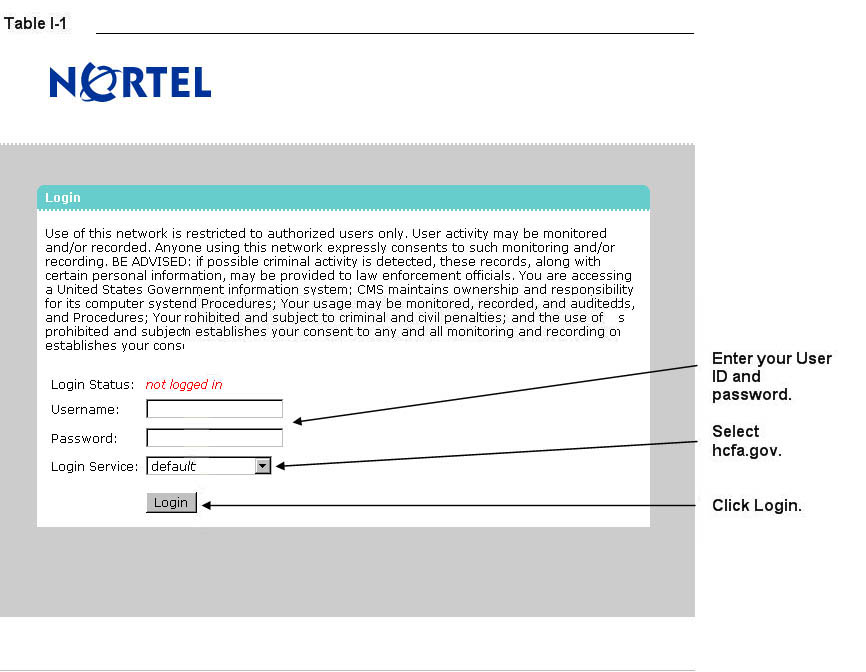 Table I-1
NORTEL
Login
Use of this network is restricted to authorized users only. User activity may be monitored
and/or recorded. Anyone using this network expressly consents to such monitoring and/or
recording. BE ADVISED: if possible criminal activity is detected, these records, along with
certain personal information, may be provided to law enforcement officials. You are accessing
a United States Government information system; CMS maintains ownership and responsibility
for its computer systend Procedures; Your usage may be monitored, recorded, and auditedds,
and Procedures; Your rohibited and subject to criminal and civil penalties; and the use of s
prohibited and subjectn establishes your consent to any and all monitoring and recording on
establishes your cons
Login Status: not logged in
Username:
Enter your User
ID and
password.
Password:
Select
hcfa.gov.
Login Service: default
Login
Click Login.